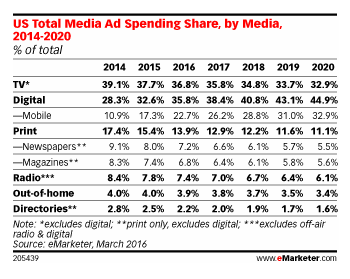 US Total Media Ad Spending Share, by Media,
2014-2020
% of total
2014 2015 2016 2017 2018 2019 2020
TV* 39.1% 37.7% 36.8% 35.8% 34.8% 33.7% 32.9%
Digital 28.3% 32.6% 35.8% 38.4% 40.8% 43.1% 44.9%
—Mobile 10.9% 17.3% 22.7% 26.2% 28.8% 31.0% 32.9%
Print 17.4% 15.4% 13.9% 12.9% 12.2% 11.6% 11.1%
—Newspapers** 9.1% 8.0% 7.2% 6.6% 6.1% 5.7% 5.5%
—Magazines** 8.3% 7.4% 6.8% 6.4% 6.1% 5.8% 5.6%
Radio*** 8.4% 7.8% 7.4% 7.0% 6.7% 6.4% 6.1%
Out-of-home 4.0% 4.0% 3.9% 3.8% 3.7% 3.5% 3.4%
Directories** 2.8% 2.5% 2.2% 2.0% 1.9% 1.7% 1.6%
Note: *excludes digital; **print only, excludes digital; ***excludes off-air
radio & digital
Source: eMarketer, March 2016
205439 www.eMarketer.com